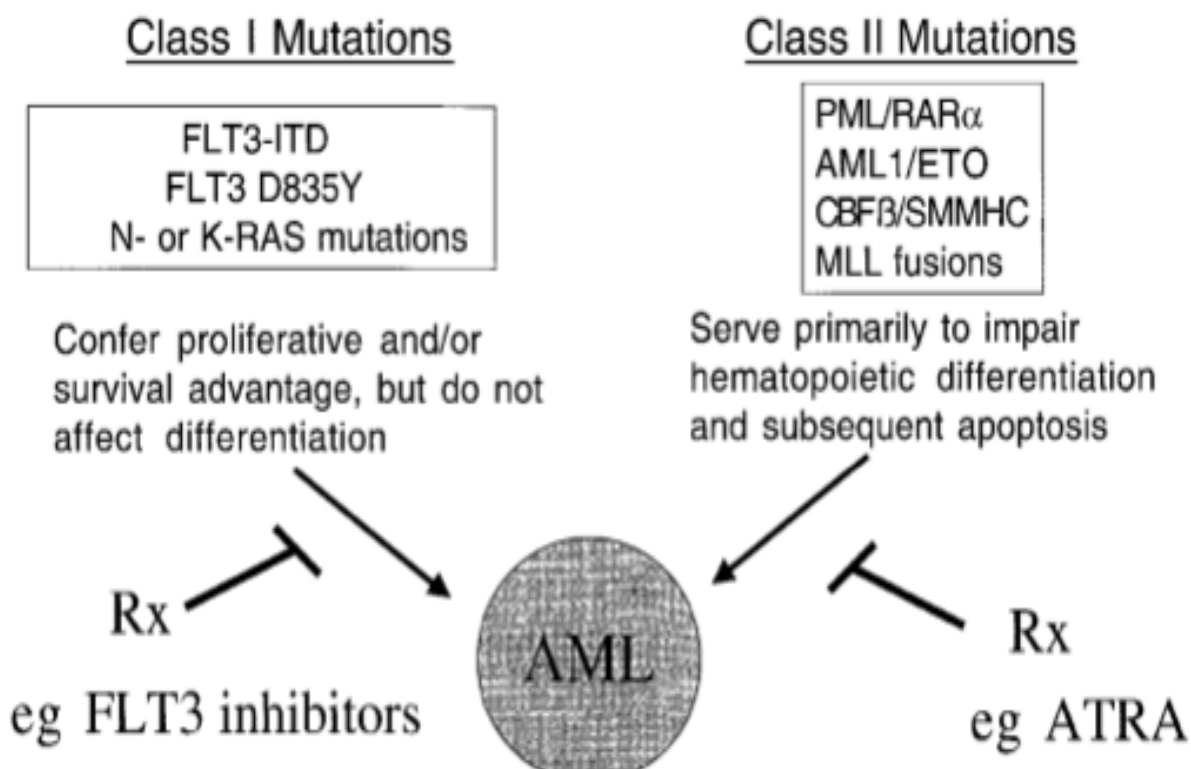 Class I Mutations
FLT3-ITD
FLT3 D835Y
N- or K-RAS mutations
Confer proliferative and/or
survival advantage, but do not
affect differentiation
Rx
eg FLT3 inhibitors
Class II Mutations
PML/RARα
AML1/ETO
CBFß/SMMHC
MLL fusions
Serve primarily to impair
hematopoietic differentiation
and subsequent apoptosis
Rx
eg ATRA
AML